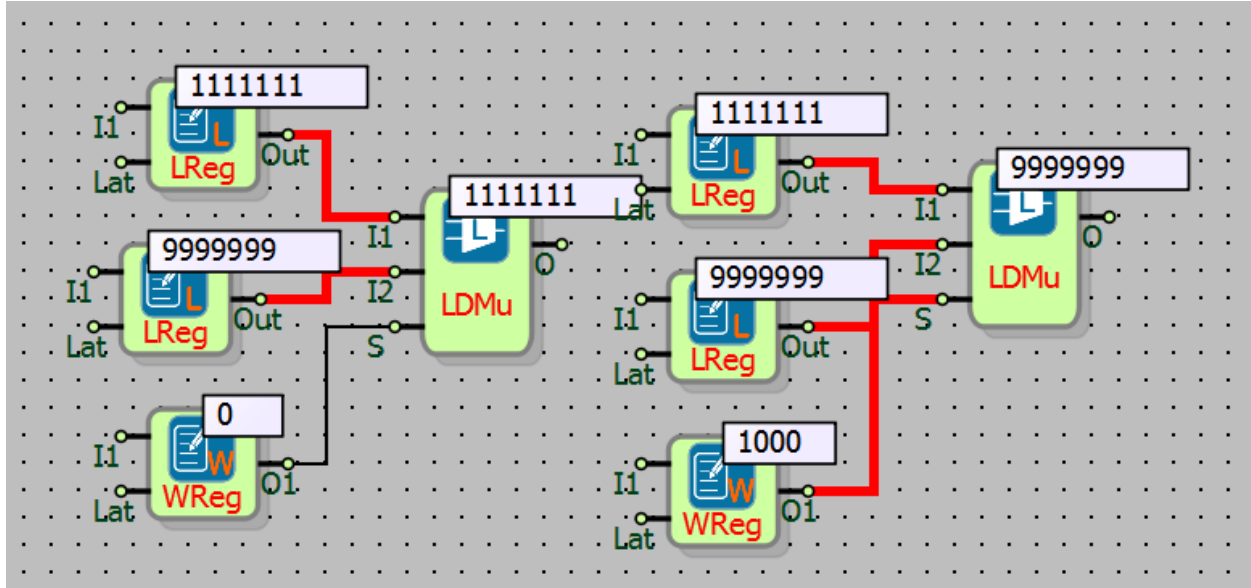 1111111
I1
L
Out
Lat
LReg
1111111
I1
L
I2
O
LDMu
S
9999999
I1
L
Out
Lat
LReg
0
I1
W
O1
Lat
WReg
1111111
I1
L
Out
Lat
LReg
9999999
I1
L
I2
O
LDMu
S
9999999
I1
L
Out
Lat
LReg
1000
I1
W
O1
Lat
WReg